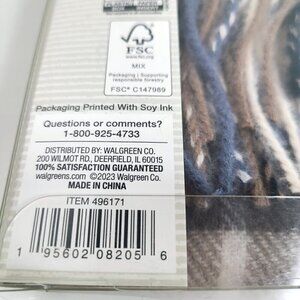 PLASTIC
BOX
FSC
www.fsc.org
MIX
Packaging | Supporting
responsible forestry
FSC® C147989
Packaging Printed With Soy Ink
Questions or comments?
1-800-925-4733
DISTRIBUTED BY: WALGREEN CO.
200 WILMOT RD., DEERFIELD, IL 60015
100% SATISFACTION GUARANTEED
walgreens.com ©2023 Walgreen Co.
MADE IN CHINA
ITEM 496171
1 95602 08205 6